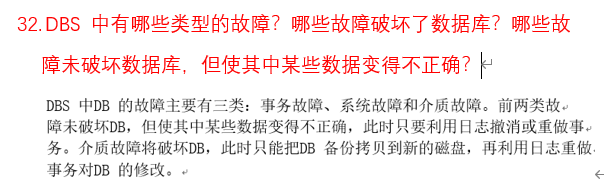 32.DBS 中有哪些类型的故障？哪些故障破坏了数据库？哪些故
障未破坏数据库，但使其中某些数据变得不正确？
DBS 中DB 的故障主要有三类：事务故障、系统故障和介质故障。前两类故
障未破坏DB，但使其中某些数据变得不正确，此时只要利用日志撤消或重做事
务。介质故障将破坏DB，此时只能把DB 备份拷贝到新的磁盘，再利用日志重做
事务对DB 的修改。